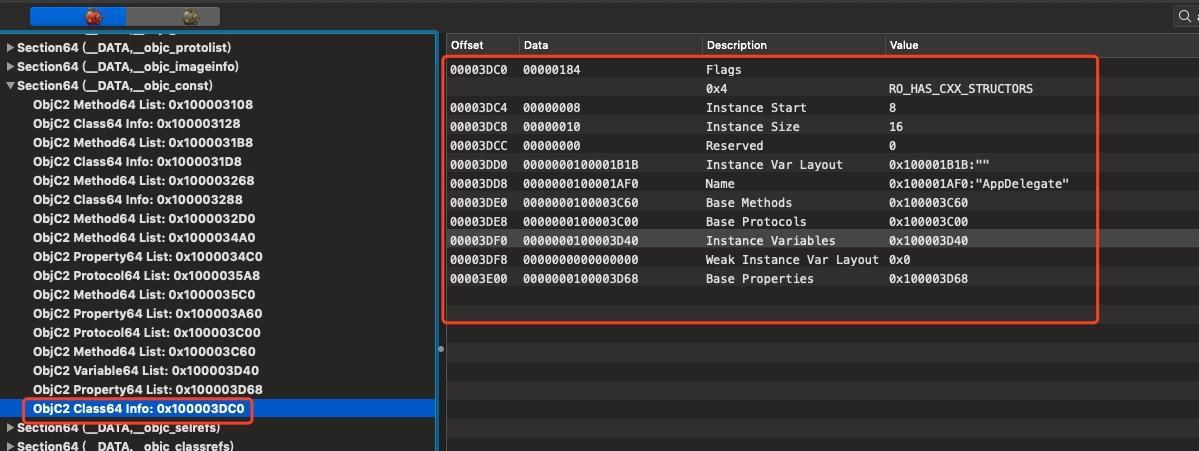 Section64 (__DATA,__objc_protolist)
Section64 (__DATA,__objc_imageinfo)
Section64 (__DATA,__objc_const)
ObjC2 Method64 List: 0x100003108
ObjC2 Class64 Info: 0x100003128
ObjC2 Method64 List: 0x1000031B8
ObjC2 Class64 Info: 0x1000031D8
ObjC2 Method64 List: 0x100003268
ObjC2 Class64 Info: 0x100003288
ObjC2 Method64 List: 0x1000032D0
ObjC2 Method64 List: 0x1000034A0
ObjC2 Property64 List: 0x1000034C0
ObjC2 Protocol64 List: 0x1000035A8
ObjC2 Method64 List: 0x1000035C0
ObjC2 Property64 List: 0x100003A60
ObjC2 Protocol64 List: 0x100003C00
ObjC2 Method64 List: 0x100003C60
ObjC2 Variable64 List: 0x100003D40
ObjC2 Property64 List: 0x100003D68
ObjC2 Class64 Info: 0x100003DC0
Section64 (__DATA,__objc_selrefs)
Section64 (__DATA,__objc_classrefs)
Offset Data Description Value
00003DC0 00000184 Flags
0x4 RO_HAS_CXX_STRUCTORS
00003DC4 00000008 Instance Start 8
00003DC8 00000010 Instance Size 16
00003DCC 00000000 Reserved 0
00003DD0 0000000100001B1B Instance Var Layout 0x100001B1B:""
00003DD8 0000000100001AF0 Name 0x100001AF0:"AppDelegate"
00003DE0 0000000100003C60 Base Methods 0x100003C60
00003DE8 0000000100003C00 Base Protocols 0x100003C00
00003DF0 0000000100003D40 Instance Variables 0x100003D40
00003DF8 0000000000000000 Weak Instance Var Layout 0x0
00003E00 0000000100003D68 Base Properties 0x100003D68